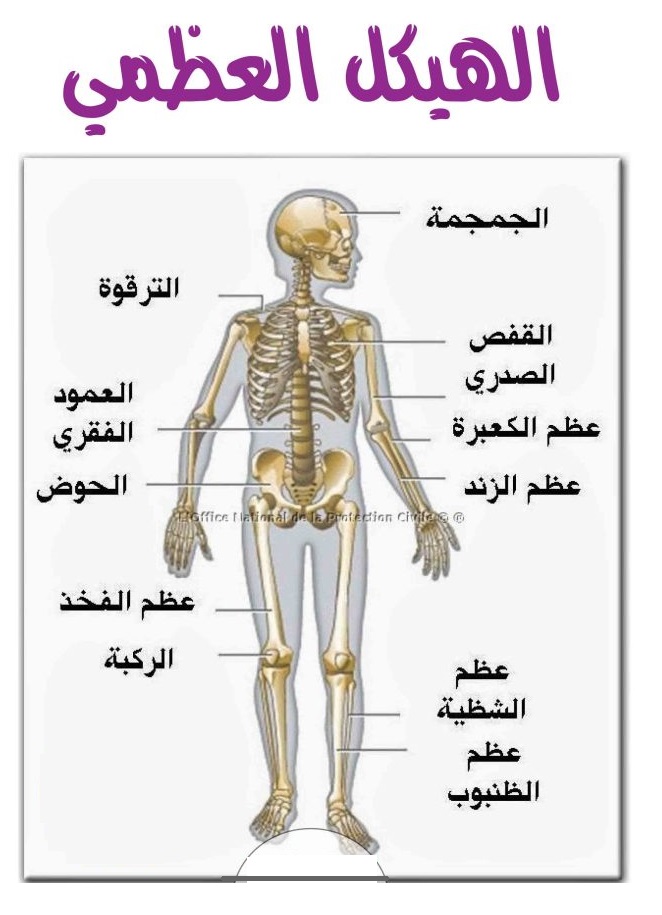 الهيكل العظمي
الجمجمة
الترقوة
القفص
الصدري
العمود
الفقري
عظم الكعبرة
الحوض
عظم الزند
Office National de la Protection Civile ® ®
عظم الفخذ
الركبة
عظم
الشظية
عظم
الظنبوب